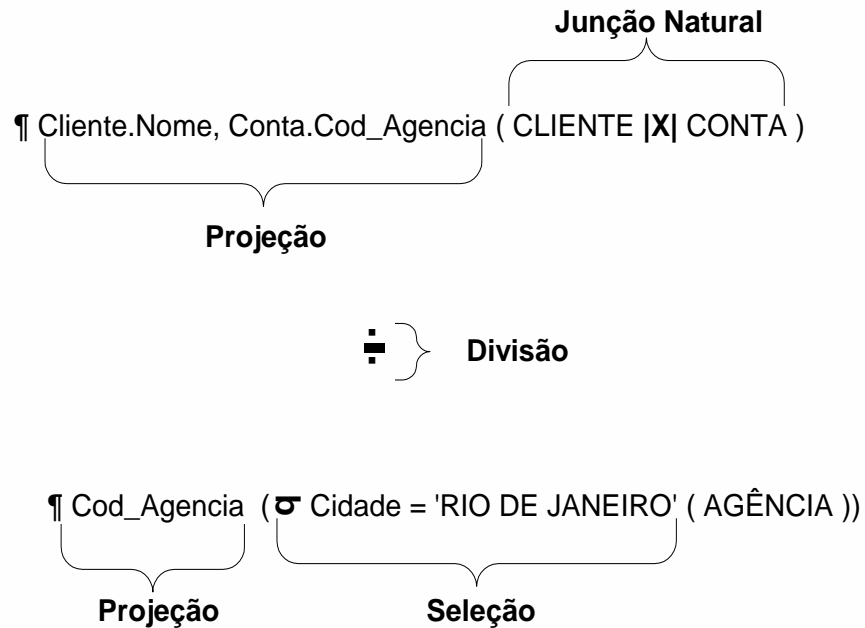 Junção Natural
¶ Cliente.Nome, Conta.Cod_Agencia ( CLIENTE |X| CONTA )
Projeção
÷ Divisão
¶ Cod_Agencia (σ Cidade = 'RIO DE JANEIRO' ( AGÊNCIA ))
Projeção Seleção